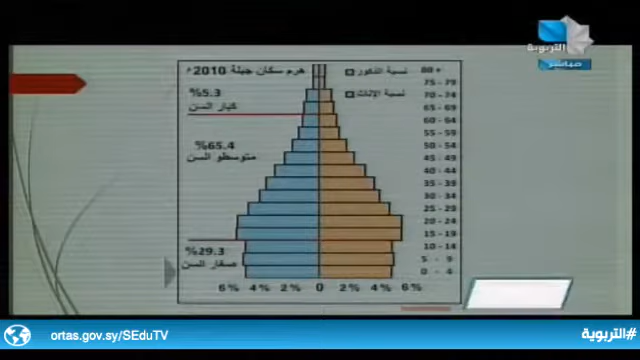 التربوية
مباشر
هرم سكان جبلة 2010م
نسبة الذكور
نسبة الإناث
%5.3
كبار السن
%65.4
متوسطو السن
%29.3
صغار السن
80 +
75 - 79
70 - 74
65 - 69
60 - 64
55 - 59
50 - 54
45 - 49
40 - 44
35 - 39
30 - 34
25 - 29
20 - 24
15 - 19
10 - 14
5 - 9
0 - 4
6% 4% 2% 0 2% 4% 6%
ortas.gov.sy/SEduTV
#التربوية